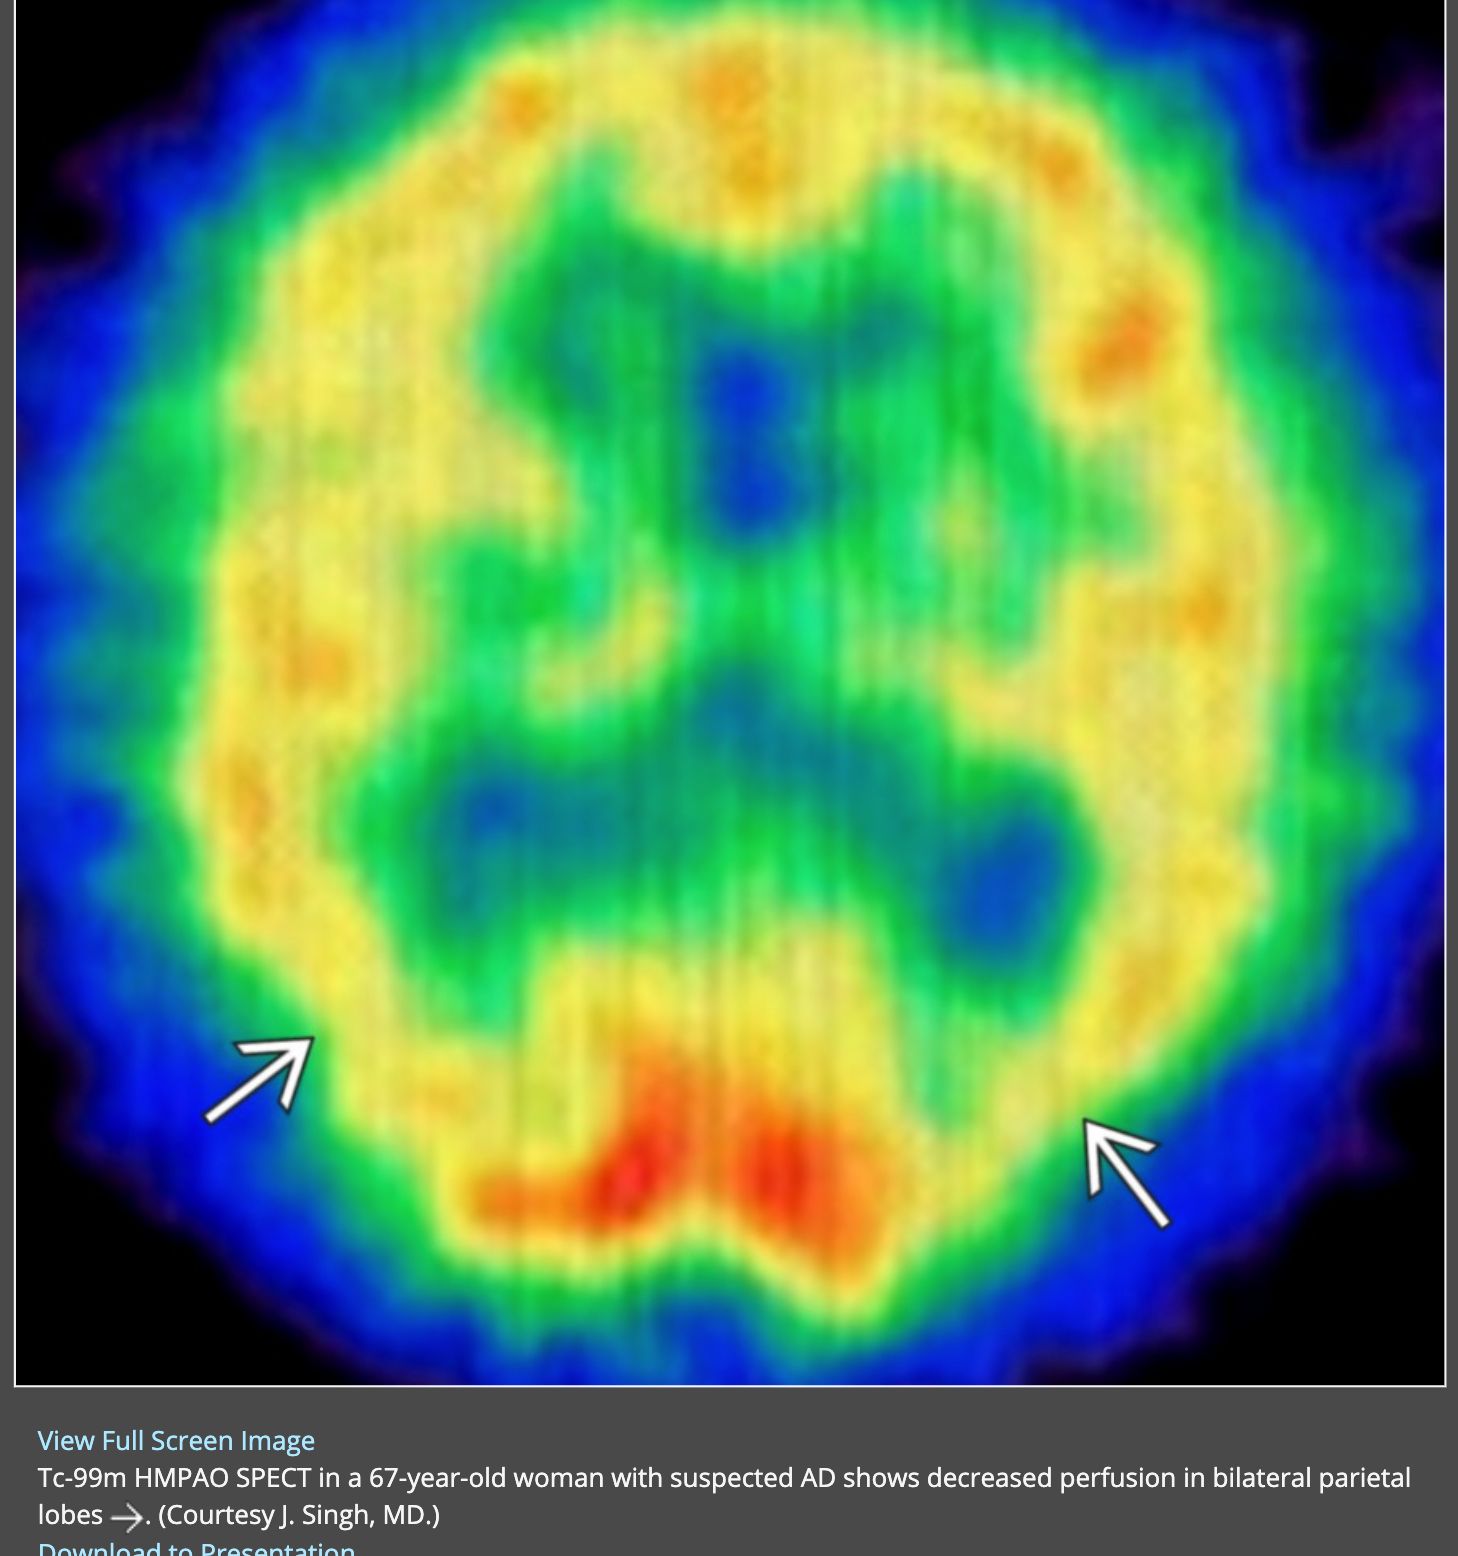 View Full Screen Image
Tc-99m HMPAO SPECT in a 67-year-old woman with suspected AD shows decreased perfusion in bilateral parietal
lobes →. (Courtesy J. Singh, MD.)
Download to Presentation